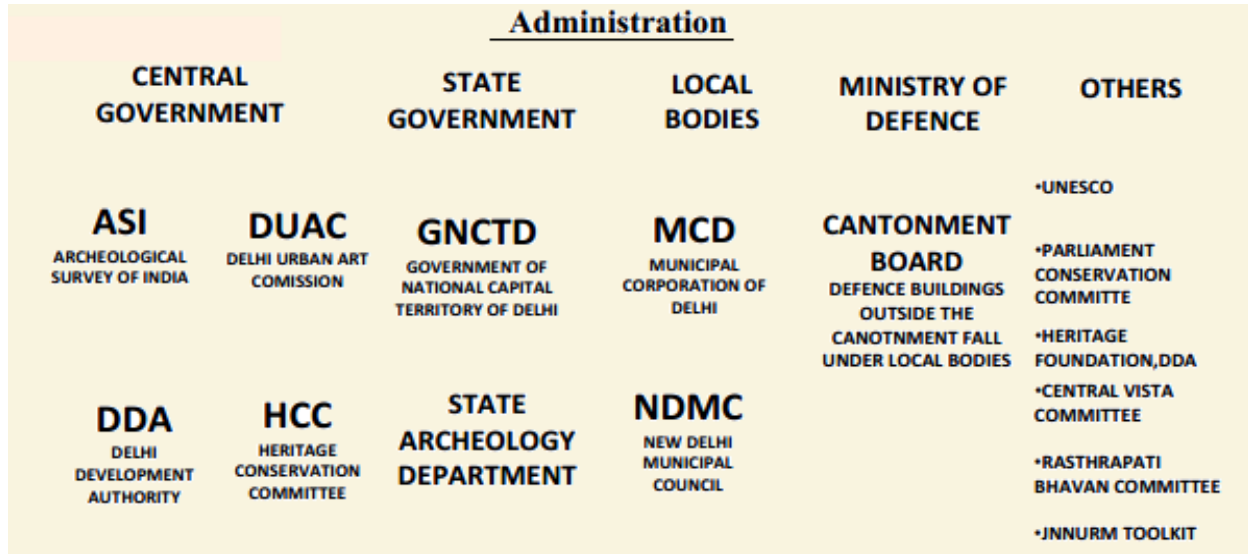 Administration
CENTRAL
GOVERNMENT
STATE
GOVERNMENT
LOCAL
BODIES
MINISTRY OF
DEFENCE
OTHERS
ASI
ARCHEOLOGICAL
SURVEY OF INDIA
DUAC
DELHI URBAN ART
COMISSION
GNCTD
GOVERNMENT OF
NATIONAL CAPITAL
TERRITORY OF DELHI
MCD
MUNICIPAL
CORPORATION OF
DELHI
CANTONMENT
BOARD
DEFENCE BUILDINGS
OUTSIDE THE
CANOTNMENT FALL
UNDER LOCAL BODIES
DDA
DELHI
DEVELOPMENT
AUTHORITY
HCC
HERITAGE
CONSERVATION
COMMITTEE
STATE
ARCHEOLOGY
DEPARTMENT
NDMC
NEW DELHI
MUNICIPAL
COUNCIL
•UNESCO
•PARLIAMENT
CONSERVATION
COMMITTE
•HERITAGE
FOUNDATION,DDA
•CENTRAL VISTA
COMMITTEE
•RASTHRAPATI
BHAVAN COMMITTEE
•JNNURM TOOLKIT